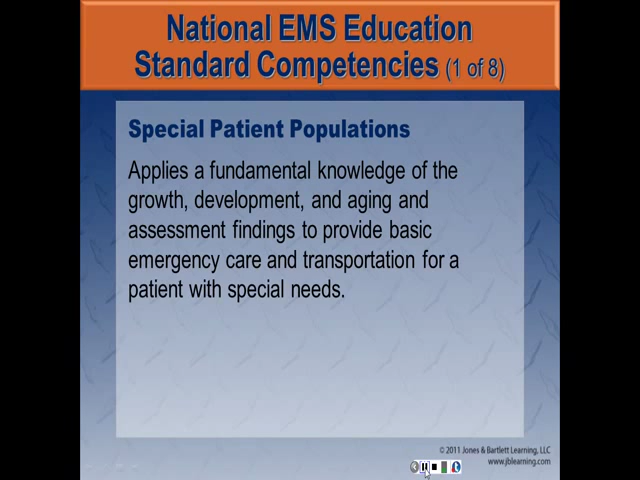 National EMS Education
Standard Competencies (1 of 8)
Special Patient Populations
Applies a fundamental knowledge of the
growth, development, and aging and
assessment findings to provide basic
emergency care and transportation for a
patient with special needs.
© 2011 Jones & Bartlett Learning, LLC
www.jblearning.com